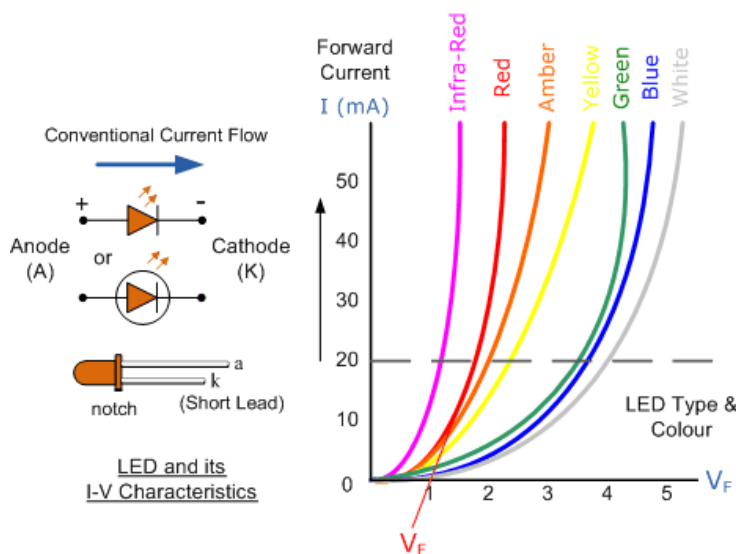 Conventional Current Flow
+
-
Anode
(A)
or
Cathode
(K)
a
k
notch
(Short Lead)
LED and its
I-V Characteristics
Forward
Current
I (mA)
Infra-Red
Red
Amber
Yellow
Green
Blue
White
50
40
30
20
10
0
1
2
3
4
5
VF
LED Type &
Colour
VF